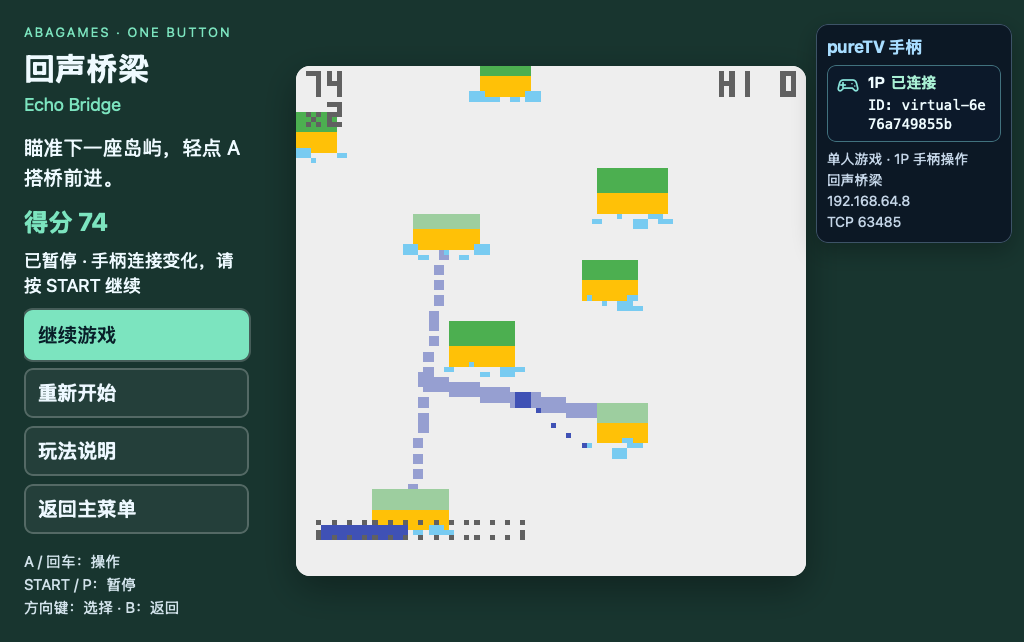 ABAGAMES · ONE BUTTON
回声桥梁
Echo Bridge
瞄准下一座岛屿，轻点 A
搭桥前进。
得分 74
已暂停 · 手柄连接变化，请
按 START 继续
继续游戏
重新开始
玩法说明
返回主菜单
A / 回车：操作
START / P：暂停
方向键：选择 · B：返回
74
x2
HI 0
pureTV 手柄
1P 已连接
ID: virtual-6e
76a749855b
单人游戏 · 1P 手柄操作
回声桥梁
192.168.64.8
TCP 63485